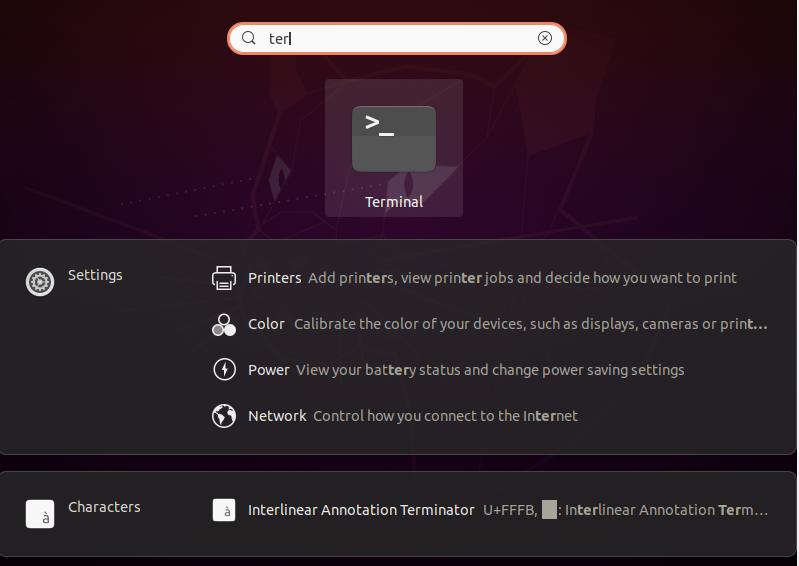 ter
>_
Terminal
Settings
Printers Add printers, view printer jobs and decide how you want to print
Color Calibrate the color of your devices, such as displays, cameras or print…
Power View your battery status and change power saving settings
Network Control how you connect to the Internet
Characters
à
à
Interlinear Annotation Terminator U+FFFB, : Interlinear Annotation Term…